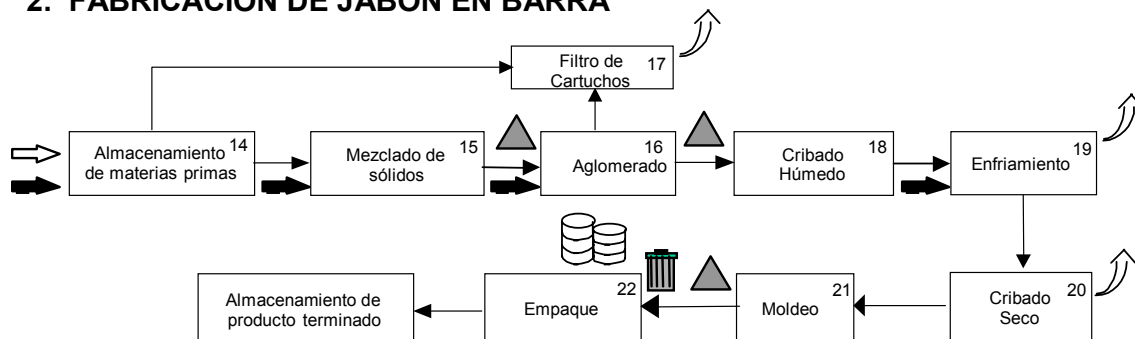 2. FABRICACIÓN DE JABÓN EN BARRA
Filtro de 17
Cartuchos
Almacenamiento 14
de materias primas
Mezclado de 15
sólidos
16
Aglomerado
Cribado 18
Húmedo
19
Enfriamiento
Almacenamiento de
producto terminado
22
Empaque
21
Moldeo
20
Cribado
Seco